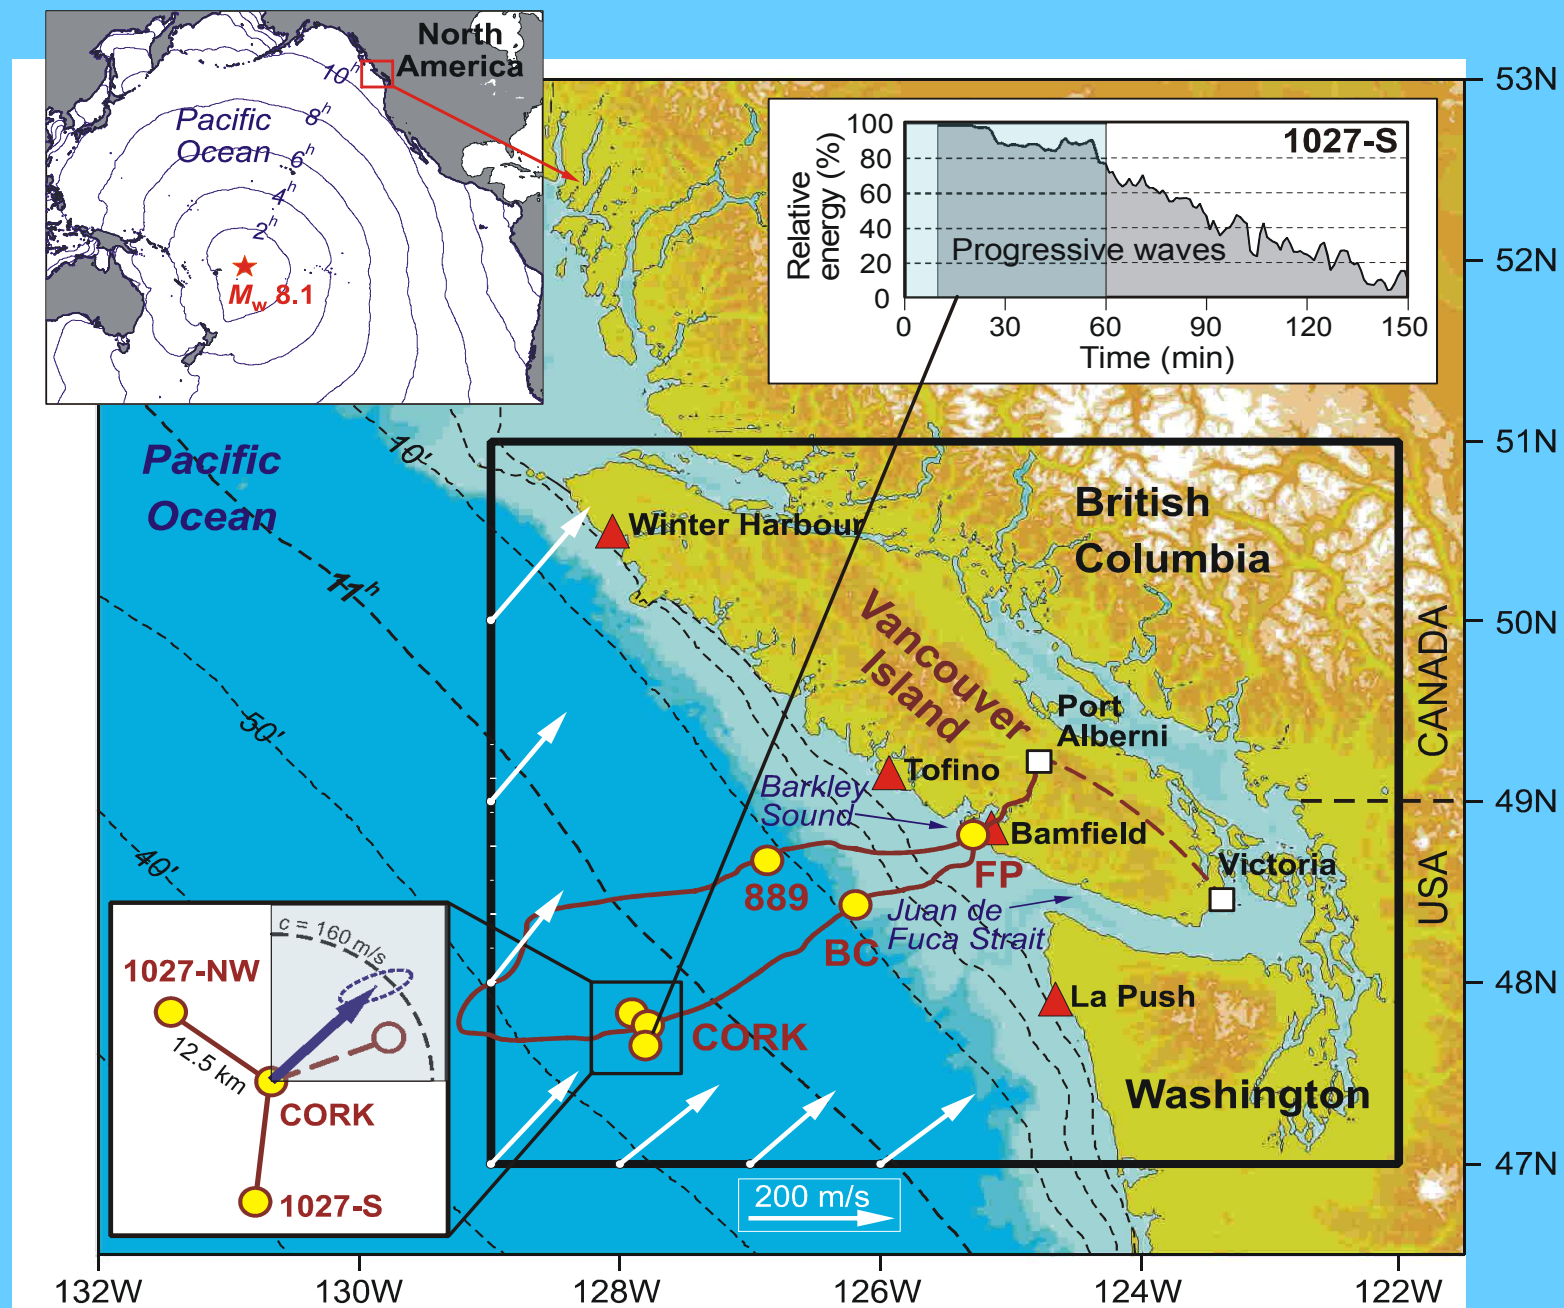 North
America
Pacific
Ocean
10h
8h
6h
4h
2h
Mw 8.1
53N
52N
51N
50N
49N
48N
47N
1027-S
Relative
energy (%)
100
80
60
40
20
0
Progressive waves
0 30 60 90 120 150
Time (min)
Pacific
Ocean
10'
11h
50'
40'
Winter Harbour
British
Columbia
Vancouver
Island
Port
Alberni
CANADA
USA
Tofino
Barkley
Sound
Bamfield
Victoria
FP
889
BC
Juan de
Fuca Strait
La Push
CORK
Washington
c = 160 m/s
1027-NW
12.5 km
CORK
1027-S
200 m/s
132W 130W 128W 126W 124W 122W